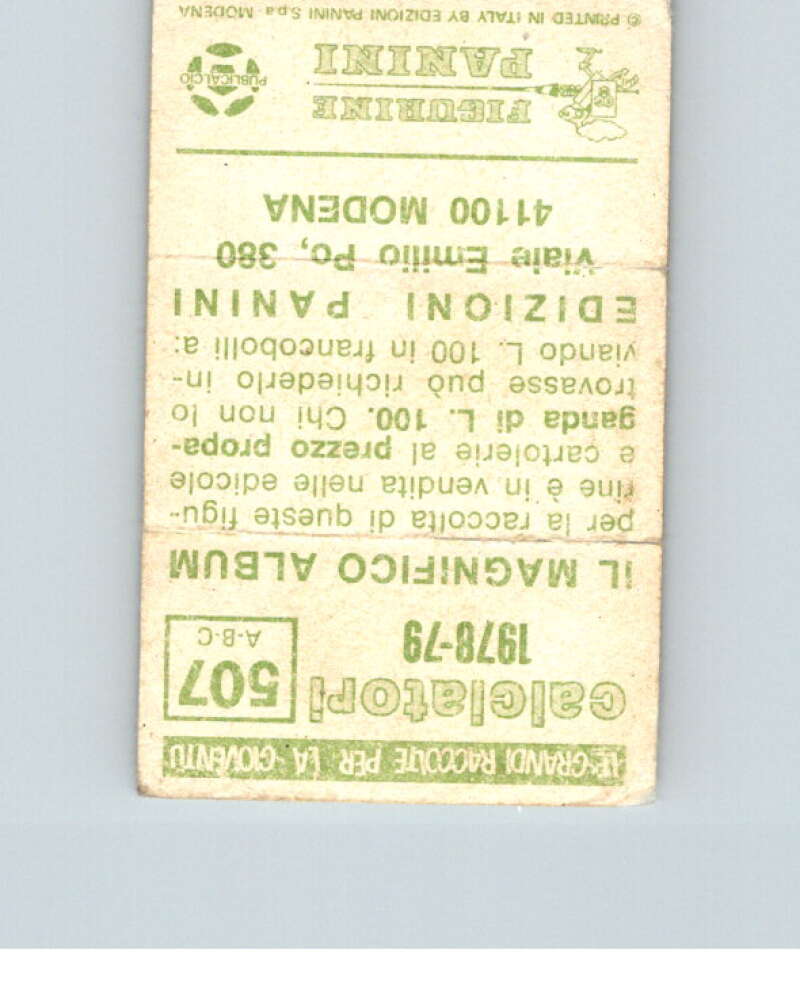 LE GRANDI RACCOLTE PER LA GIOVENTÙ
calciatori
1978-79
507
A-B-C
IL MAGNIFICO ALBUM
per la raccolta di queste figu-
rine è in vendita nelle edicole
e cartolerie al prezzo propa-
ganda di L. 100. Chi non lo
trovasse può richiederlo in-
viando L. 100 in francobolli a:
EDIZIONI PANINI
Viale Emilio Po, 380
41100 MODENA
FIGURINE
PANINI
PUBLICALCIO
© PRINTED IN ITALY BY EDIZIONI PANINI S.p.a MODENA